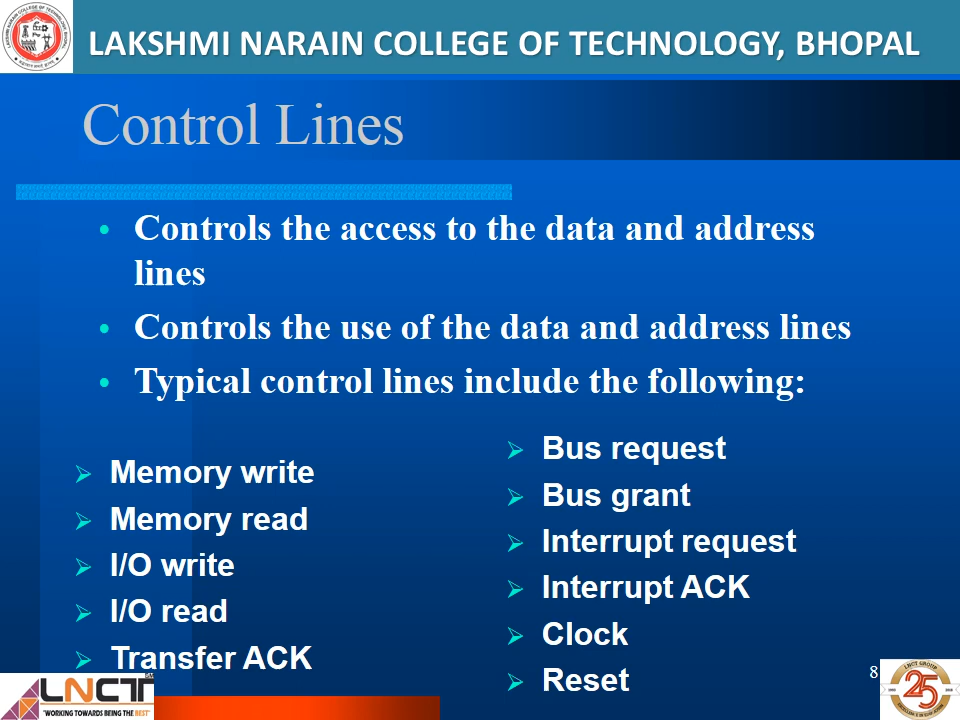 LAKSHMI NARAIN COLLEGE OF TECHNOLOGY, BHOPAL
Control Lines
• Controls the access to the data and address
lines
• Controls the use of the data and address lines
• Typical control lines include the following:
➢ Memory write
➢ Memory read
➢ I/O write
➢ I/O read
➢ Transfer ACK
➢ Bus request
➢ Bus grant
➢ Interrupt request
➢ Interrupt ACK
➢ Clock
➢ Reset
LNCT
"WORKING TOWARDS BEING THE BEST"
8
LNCT GROUP
25